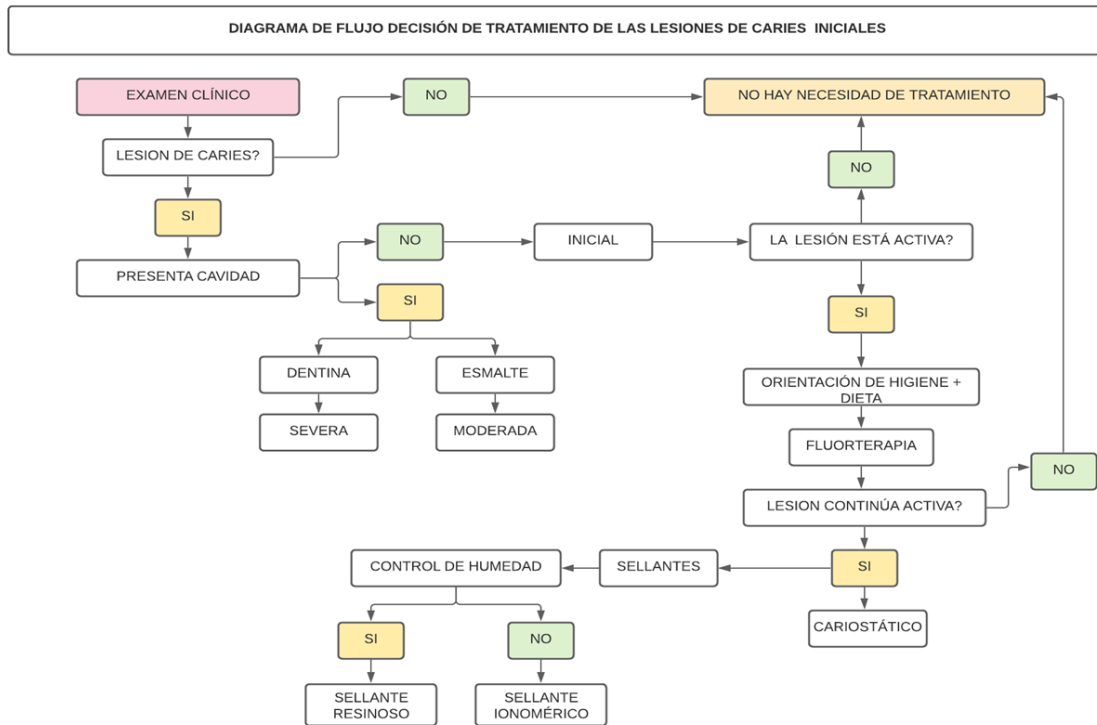 DIAGRAMA DE FLUJO DECISIÓN DE TRATAMIENTO DE LAS LESIONES DE CARIES INICIALES
EXAMEN CLÍNICO
NO
NO HAY NECESIDAD DE TRATAMIENTO
LESION DE CARIES?
NO
SI
NO
INICIAL
LA LESIÓN ESTÁ ACTIVA?
PRESENTA CAVIDAD
SI
SI
DENTINA
ESMALTE
ORIENTACIÓN DE HIGIENE +
DIETA
SEVERA
MODERADA
FLUORTERAPIA
NO
LESION CONTINÚA ACTIVA?
CONTROL DE HUMEDAD
SELLANTES
SI
CARIOSTÁTICO
SI
NO
SELLANTE
RESINOSO
SELLANTE
IONOMÉRICO